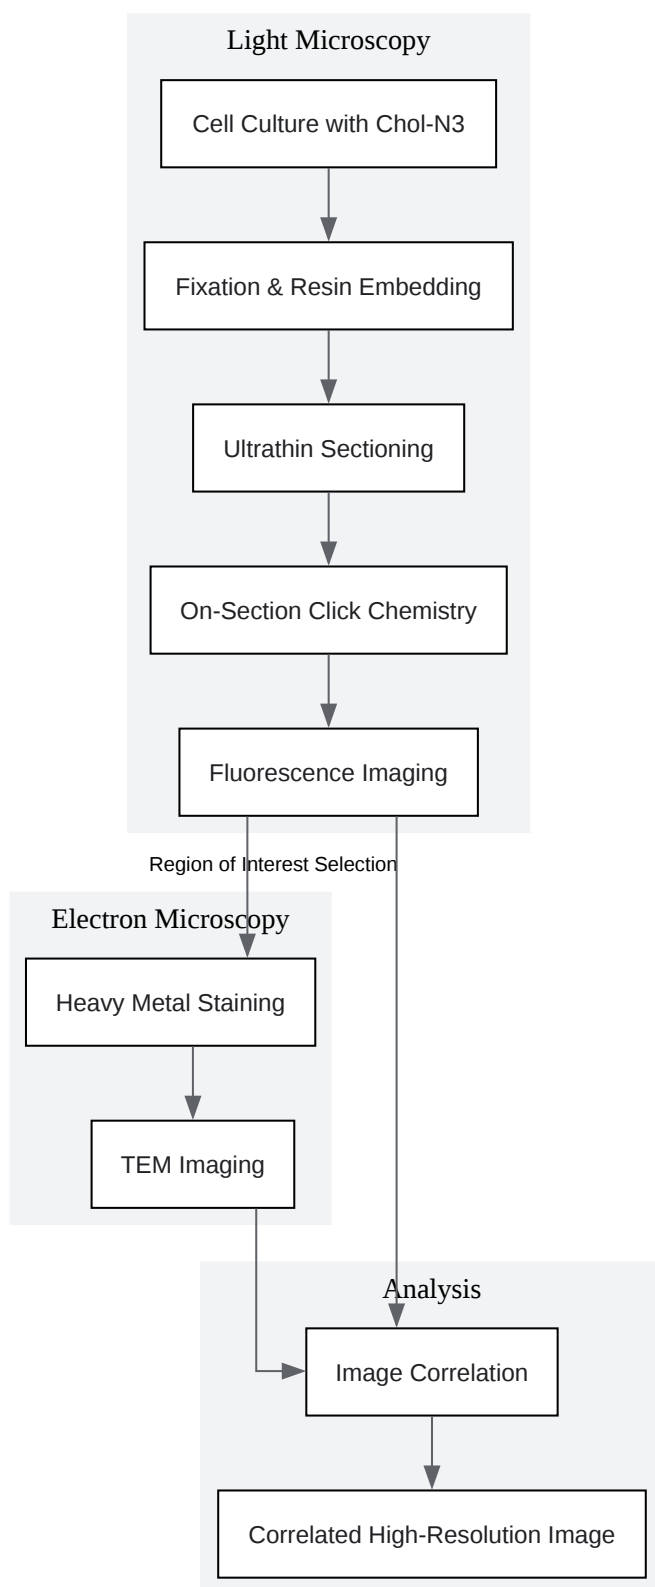 Light Microscopy
Cell Culture with Chol-N3
Fixation & Resin Embedding
Ultrathin Sectioning
On-Section Click Chemistry
Fluorescence Imaging
Region of Interest Selection
Electron Microscopy
Heavy Metal Staining
TEM Imaging
Analysis
Image Correlation
Correlated High-Resolution Image